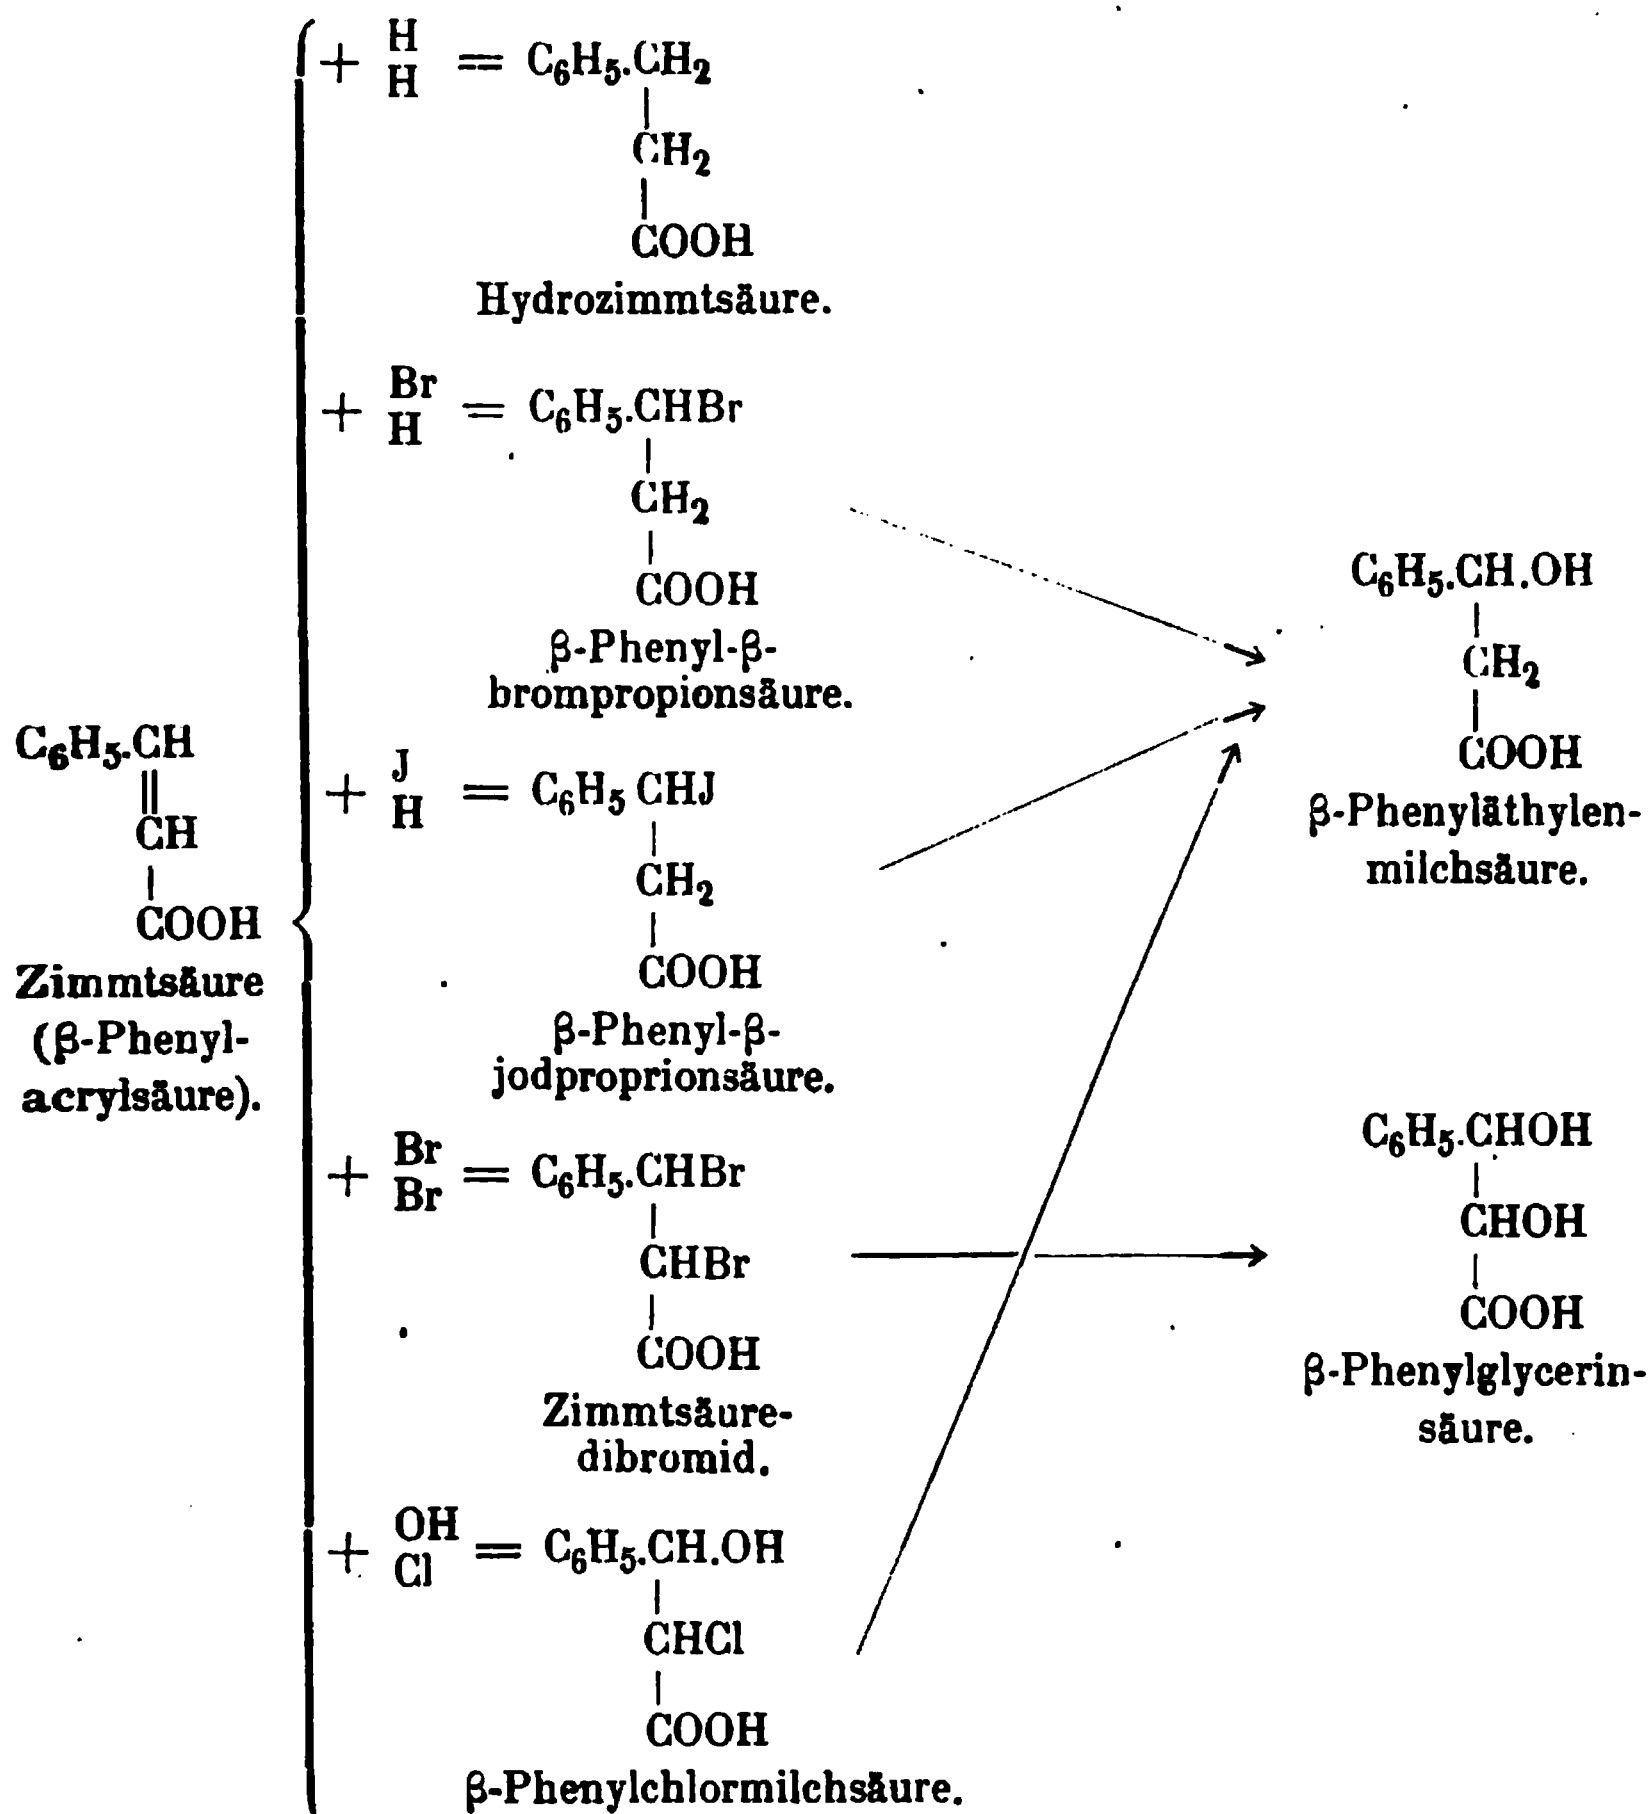 C₆H₅.CH
||
CH
|
COOH
Zimmtsäure
(β-Phenyl-
acrylsäure).
+ H H = C₆H₅.CH₂
|
CH₂
|
COOH
Hydrozimmtsäure.
+ Br H = C₆H₅.CHBr
|
CH₂
|
COOH
β-Phenyl-β-
brompropionsäure.
+ J H = C₆H₅ CHJ
|
CH₂
|
COOH
β-Phenyl-β-
jodproprionsäure.
+ Br Br = C₆H₅.CHBr
|
CHBr
|
COOH
Zimmtsäure-
dibromid.
+ OH Cl = C₆H₅.CH.OH
|
CHCl
|
COOH
β-Phenylchlormilchsäure.
C₆H₅.CH.OH
|
CH₂
|
COOH
β-Phenyläthylen-
milchsäure.
C₆H₅.CHOH
|
CHOH
|
COOH
β-Phenylglycerin-
säure.